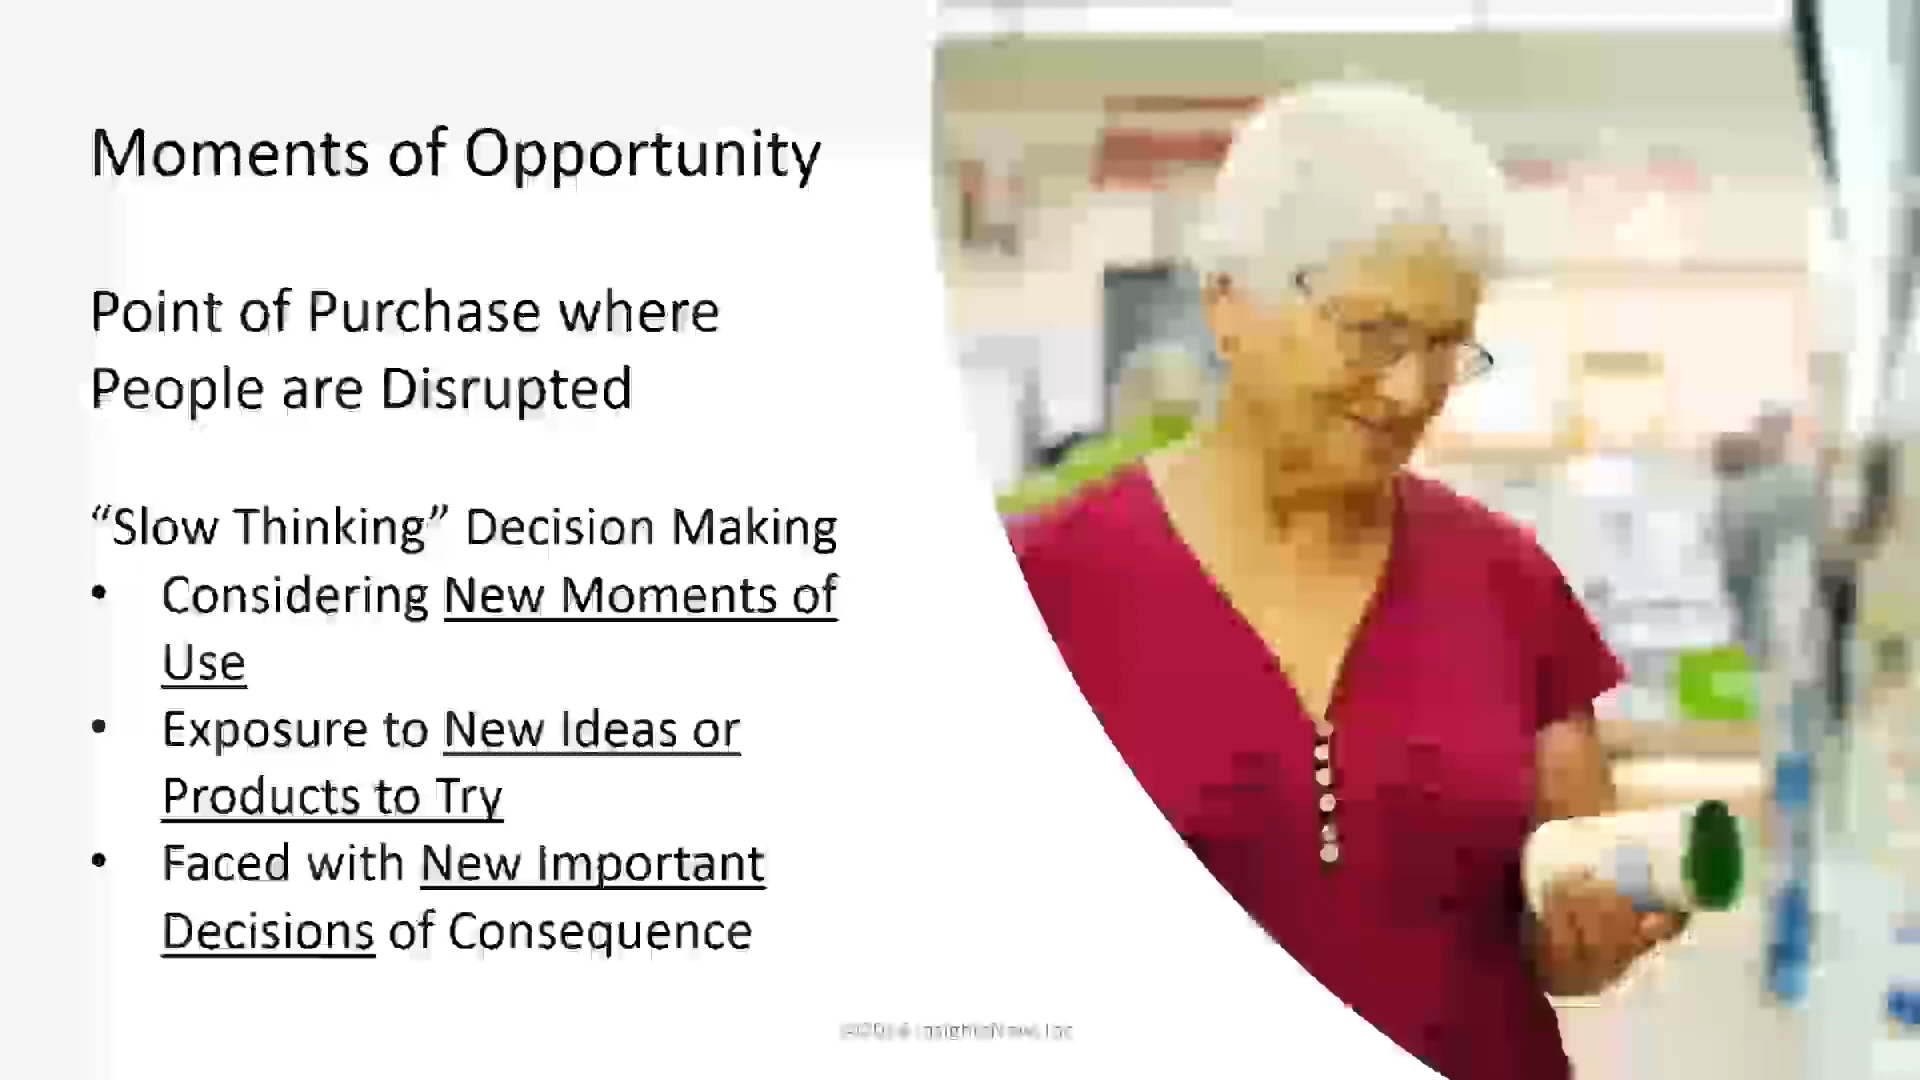 Moments of Opportunity
Point of Purchase where
People are Disrupted
“Slow Thinking” Decision Making
• Considering New Moments of
Use
• Exposure to New Ideas or
Products to Try
• Faced with New Important
Decisions of Consequence